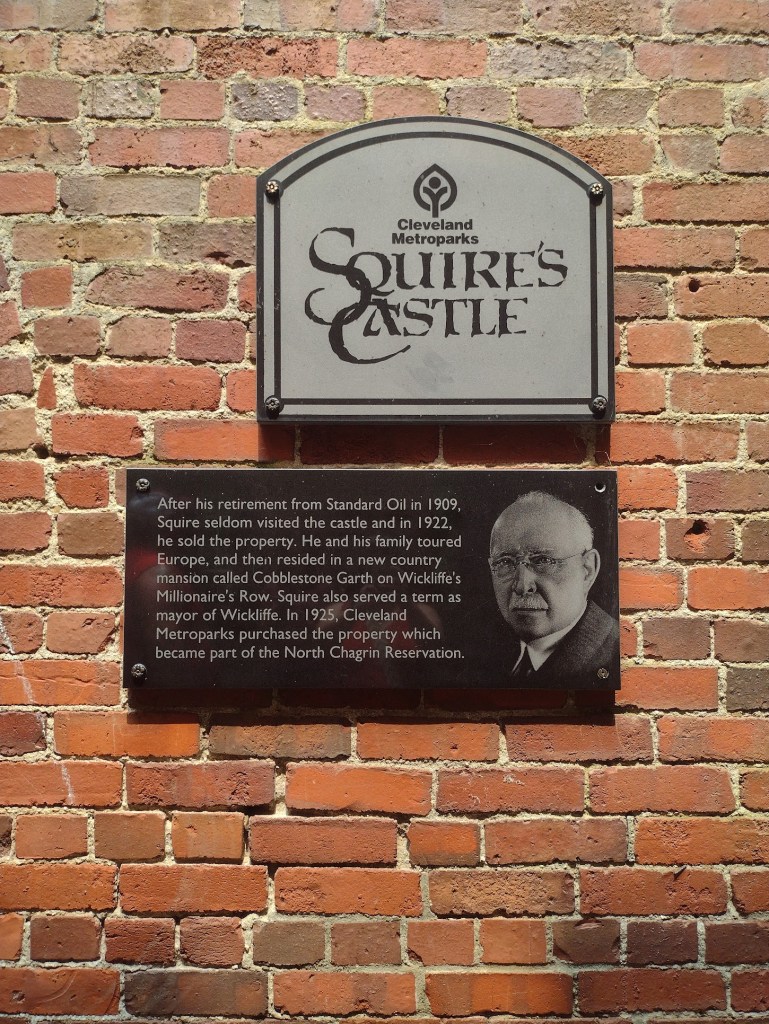 Cleveland
Metroparks
SQUIRE'S
CASTLE
After his retirement from Standard Oil in 1909,
Squire seldom visited the castle and in 1922,
he sold the property. He and his family toured
Europe, and then resided in a new country
mansion called Cobblestone Garth on Wickliffe's
Millionaire's Row. Squire also served a term as
mayor of Wickliffe. In 1925, Cleveland
Metroparks purchased the property which
became part of the North Chagrin Reservation.